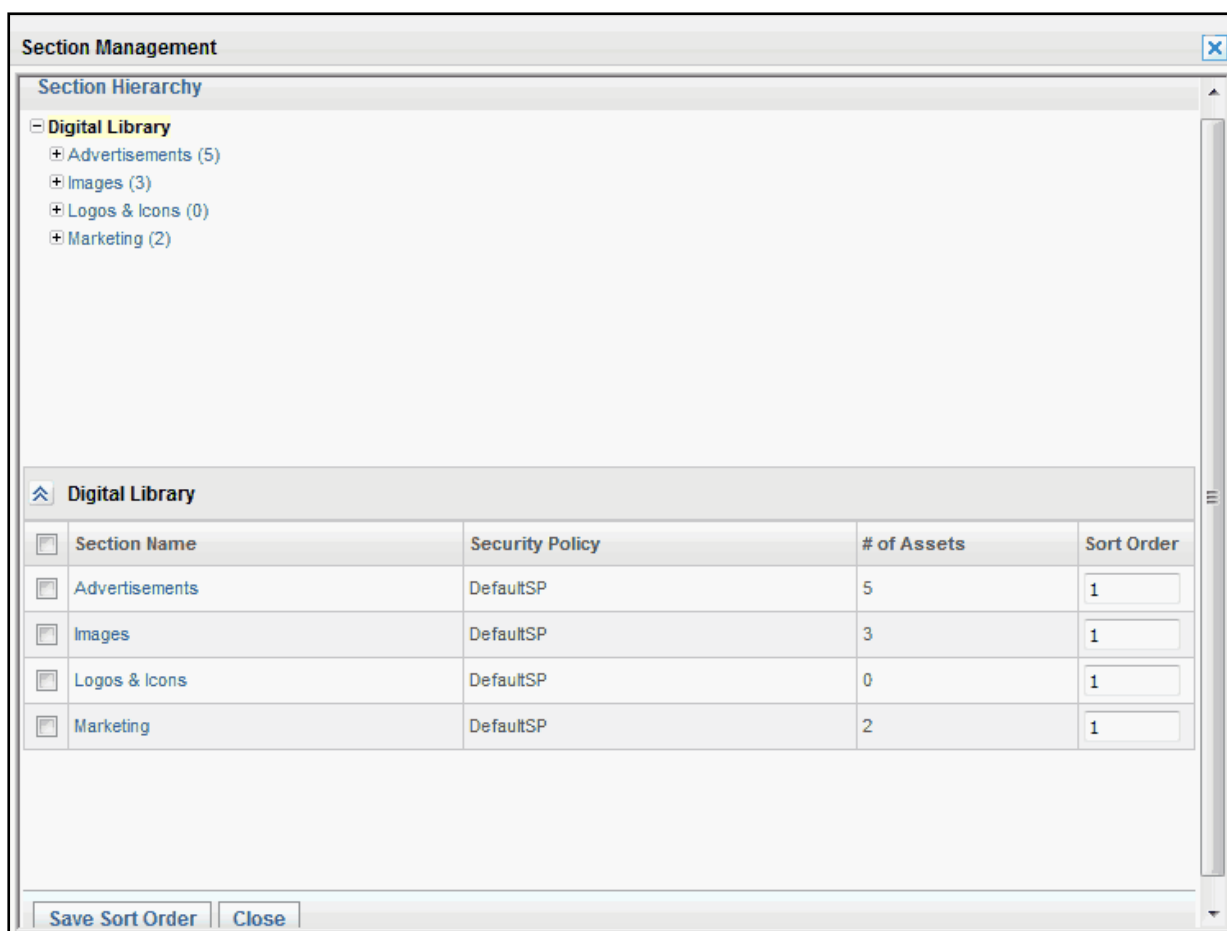 Section Management
Section Hierarchy
Digital Library
Advertisements (5)
Images (3)
Logos & Icons (0)
Marketing (2)
Digital Library
Section Name Security Policy # of Assets Sort Order
Advertisements DefaultSP 5 1
Images DefaultSP 3 1
Logos & Icons DefaultSP 0 1
Marketing DefaultSP 2 1
Save Sort Order Close